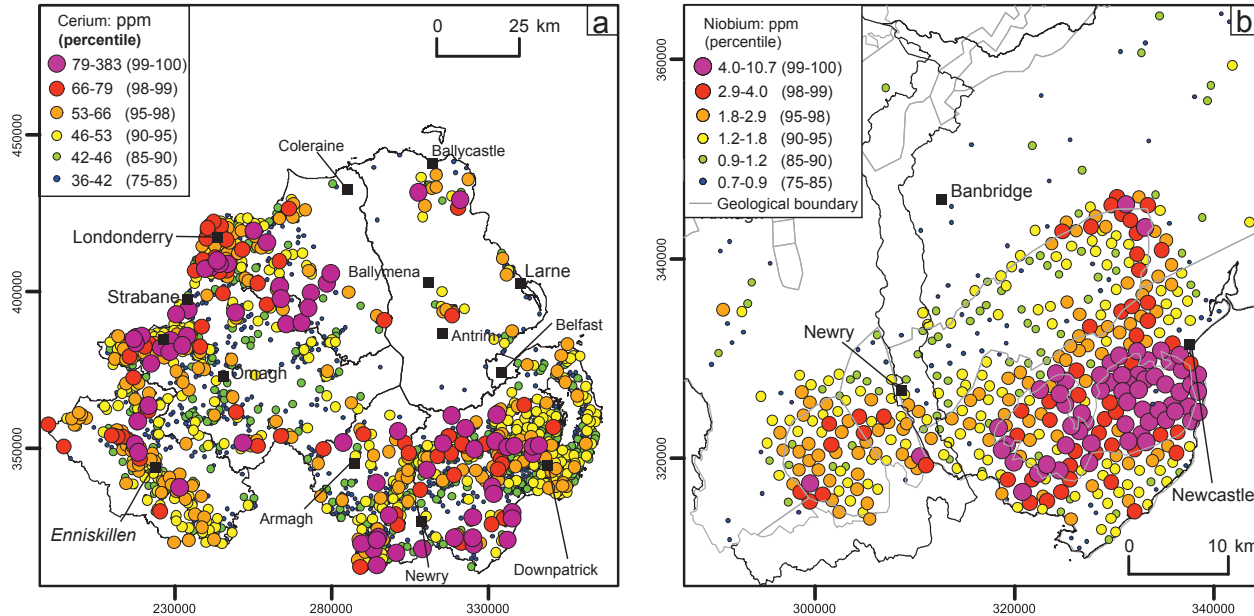 Cerium: ppm
(percentile)
79-383 (99-100)
66-79 (98-99)
53-66 (95-98)
46-53 (90-95)
42-46 (85-90)
36-42 (75-85)
0 25 km
a
450000
400000
350000
Coleraine
Ballycastle
Londonderry
Ballymena
Larne
Strabane
Antrim
Belfast
Omagh
Armagh
Enniskillen
Newry
Downpatrick
230000 280000 330000
Niobium: ppm
(percentile)
4.0-10.7 (99-100)
2.9-4.0 (98-99)
1.8-2.9 (95-98)
1.2-1.8 (90-95)
0.9-1.2 (85-90)
0.7-0.9 (75-85)
Geological boundary
b
360000
340000
320000
Banbridge
Newry
Newcastle
0 10 km
300000 320000 340000